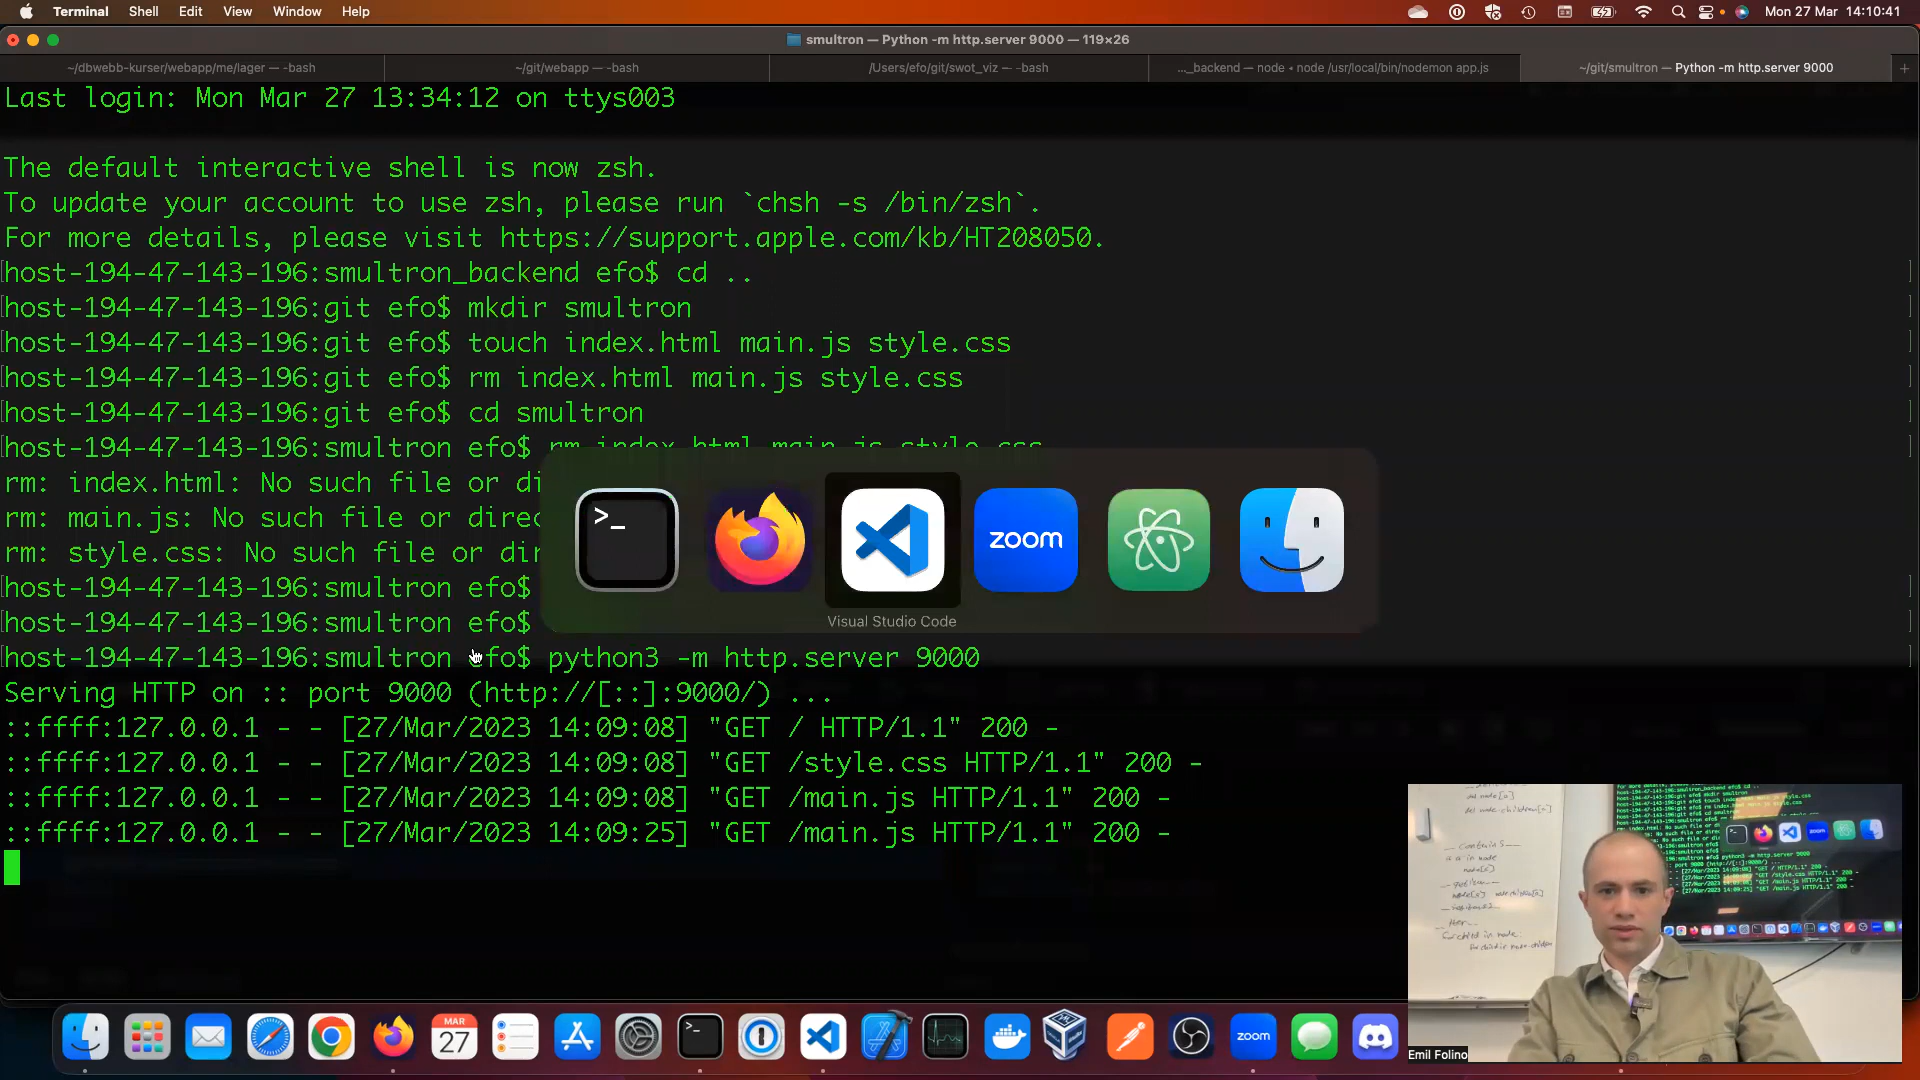 Terminal Shell Edit View Window Help
Mon 27 Mar 14:10:41
smultron — Python -m http.server 9000 — 119×26
~/dbwebb-kurser/webapp/me/lager — -bash
~/git/webapp — -bash
/Users/efo/git/swot_viz — -bash
..._backend — node • node /usr/local/bin/nodemon app.js
~/git/smultron — Python -m http.server 9000
Last login: Mon Mar 27 13:34:12 on ttys003
The default interactive shell is now zsh.
To update your account to use zsh, please run `chsh -s /bin/zsh`.
For more details, please visit https://support.apple.com/kb/HT208050.
[host-194-47-143-196:smultron_backend efo$ cd .. ]
[host-194-47-143-196:git efo$ mkdir smultron ]
[host-194-47-143-196:git efo$ touch index.html main.js style.css ]
[host-194-47-143-196:git efo$ rm index.html main.js style.css ]
[host-194-47-143-196:git efo$ cd smultron ]
[host-194-47-143-196:smultron efo$ rm index.html main.js style.css ]
rm: index.html: No such file or di
rm: main.js: No such file or direc
rm: style.css: No such file or dir
[host-194-47-143-196:smultron efo$ ]
[host-194-47-143-196:smultron efo$ ]
[host-194-47-143-196:smultron efo$ python3 -m http.server 9000 ]
Serving HTTP on :: port 9000 (http://[::]:9000/) ...
::ffff:127.0.0.1 - - [27/Mar/2023 14:09:08] "GET / HTTP/1.1" 200 -
::ffff:127.0.0.1 - - [27/Mar/2023 14:09:08] "GET /style.css HTTP/1.1" 200 -
::ffff:127.0.0.1 - - [27/Mar/2023 14:09:08] "GET /main.js HTTP/1.1" 200 -
::ffff:127.0.0.1 - - [27/Mar/2023 14:09:25] "GET /main.js HTTP/1.1" 200 -
>_
zoom
Visual Studio Code
MAR
27
zoom
Emil Folino